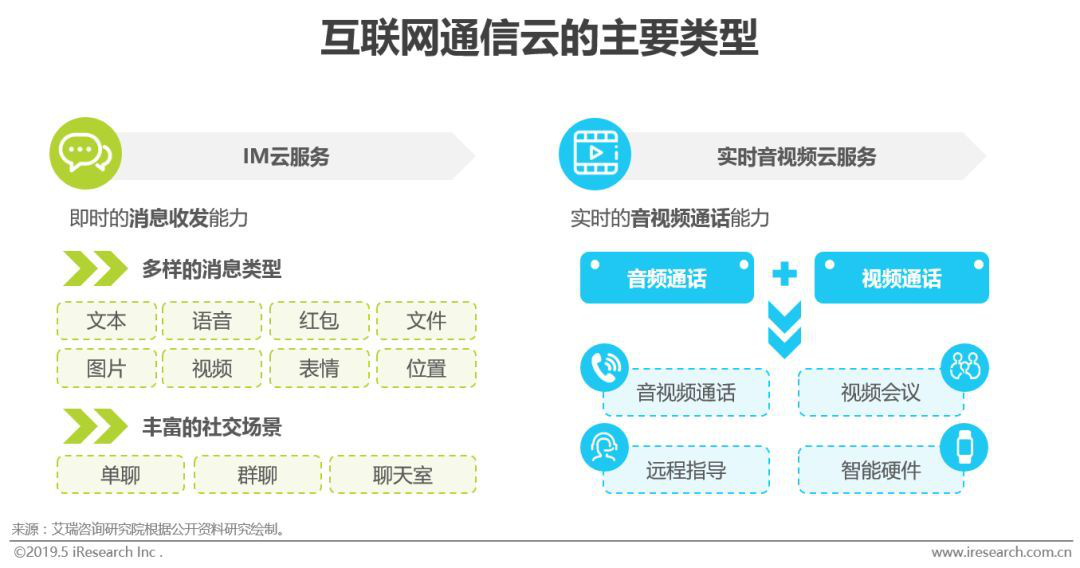 互联网通信云的主要类型
IM云服务
即时的消息收发能力
多样的消息类型
文本 语音 红包 文件
图片 视频 表情 位置
丰富的社交场景
单聊 群聊 聊天室
实时音视频云服务
实时的音视频通话能力
音频通话 + 视频通话
音视频通话 视频会议
远程指导 智能硬件
来源：艾瑞咨询研究院根据公开资料研究绘制。
©2019.5 iResearch Inc . www.iresearch.com.cn